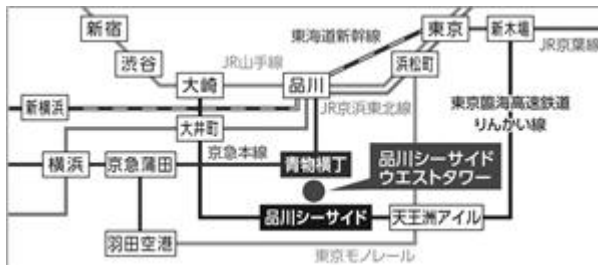 新宿
東京
新木場
東海道新幹線
JR京葉線
渋谷
JR山手線
浜松町
大崎
品川
新横浜
JR京浜東北線
東京臨海高速鉄道
りんかい線
大井町
京急本線
横浜
京急蒲田
青物横丁
品川シーサイド
ウエストタワー
品川シーサイド
天王洲アイル
羽田空港
東京モノレール